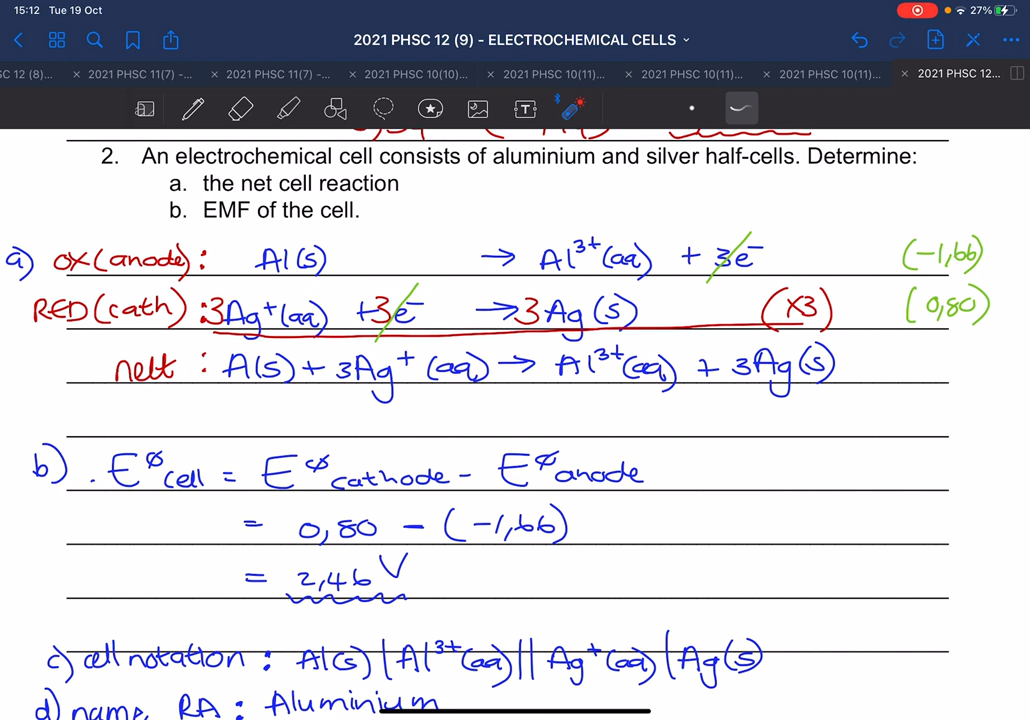 15:12 Tue 19 Oct 27%
2021 PHSC 12 (9) - ELECTROCHEMICAL CELLS
SC 12 (8)... × 2021 PHSC 11(7) -... × 2021 PHSC 11(7) -... × 2021 PHSC 10(10)... × 2021 PHSC 10(11)... × 2021 PHSC 10(11)... × 2021 PHSC 10(11)... × 2021 PHSC 12...
2. An electrochemical cell consists of aluminium and silver half-cells. Determine:
a. the net cell reaction
b. EMF of the cell.
a) OX(anode) : Al(s) → Al³⁺(aq) + 3e⁻ (-1,66)
RED(cath) : 3Ag⁺(aq) + 3e⁻ → 3Ag(s) (×3) (0,80)
nett : A(s) + 3Ag⁺(aq) → Al³⁺(aq) + 3Ag(s)
b) . E°cell = E°cathode - E°anode
= 0,80 - (-1,66)
= 2,46 V
c) cell notation : Al(s) | Al³⁺(aq) || Ag⁺(aq) | Ag(s)
d) name RA : Aluminium